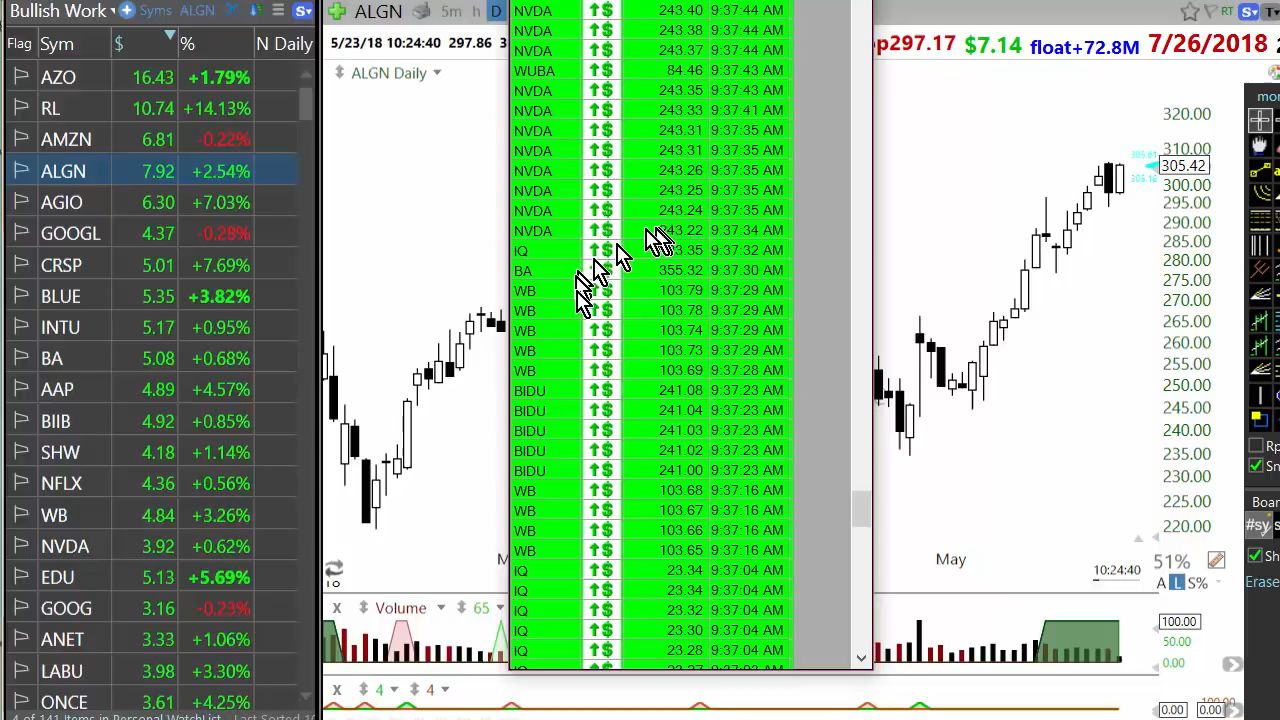 Bullish Work Syms ALGN
Flag Sym $ % N Daily
AZO 16.43 +1.79%
RL 10.74 +14.13%
AMZN 6.81 -0.22%
ALGN 7.92 +2.54%
AGIO 6.30 +7.03%
GOOGL 4.37 -0.28%
CRSP 5.01 +7.69%
BLUE 5.35 +3.82%
INTU 5.17 +0.95%
BA 5.08 +0.68%
AAP 4.89 +4.57%
BIIB 4.92 +0.85%
SHW 4.18 +1.14%
NFLX 4.36 +0.56%
WB 4.84 +3.26%
NVDA 3.92 +0.62%
EDU 5.13 +5.69%
GOOG 3.16 -0.23%
ANET 3.33 +1.06%
LABU 3.98 +3.30%
ONCE 3.61 +4.25%
4 of 141 Items in Personal WatchList
ALGN 5m h D
5/23/18 10:24:40 297.86 3
ALGN Daily
NVDA ↑$ 243.40 9:37:44 AM
NVDA ↑$ 243.38 9:37:44 AM
NVDA ↑$ 243.37 9:37:44 AM
WUBA ↑$ 84.46 9:37:43 AM
NVDA ↑$ 243.35 9:37:43 AM
NVDA ↑$ 243.33 9:37:41 AM
NVDA ↑$ 243.31 9:37:35 AM
NVDA ↑$ 243.31 9:37:35 AM
NVDA ↑$ 243.26 9:37:35 AM
NVDA ↑$ 243.25 9:37:35 AM
NVDA ↑$ 243.24 9:37:35 AM
NVDA ↑$ 43.22 9:37:34 AM
IQ ↑$ 3.35 9:37:32 AM
BA $ 355.32 9:37:30 AM
WB ↑$ 103.79 9:37:29 AM
WB ↑$ 103.78 9:37:29 AM
WB ↑$ 103.74 9:37:29 AM
WB ↑$ 103.73 9:37:29 AM
WB ↑$ 103.69 9:37:28 AM
BIDU ↑$ 241.08 9:37:23 AM
BIDU ↑$ 241.04 9:37:23 AM
BIDU ↑$ 241.03 9:37:23 AM
BIDU ↑$ 241.02 9:37:23 AM
BIDU ↑$ 241.00 9:37:23 AM
WB ↑$ 103.68 9:37:16 AM
WB ↑$ 103.67 9:37:16 AM
WB ↑$ 103.66 9:37:16 AM
WB ↑$ 103.65 9:37:16 AM
IQ ↑$ 23.34 9:37:04 AM
IQ ↑$ 23.34 9:37:04 AM
IQ ↑$ 23.32 9:37:04 AM
IQ ↑$ 23.30 9:37:04 AM
IQ ↑$ 23.28 9:37:04 AM
RT
p297.17 $7.14 float+72.8M 7/26/2018
320.00
310.00
305.42
300.00
295.00
290.00
285.00
280.00
275.00
270.00
265.00
260.00
255.00
250.00
245.00
240.00
235.00
230.00
225.00
220.00
M
May
10:24:40
51%
A L S%
x Volume 65
100.00
50.00
0.00
x 4 4
0.00 0.00
mor
Boar
#sy
Sh
Erase